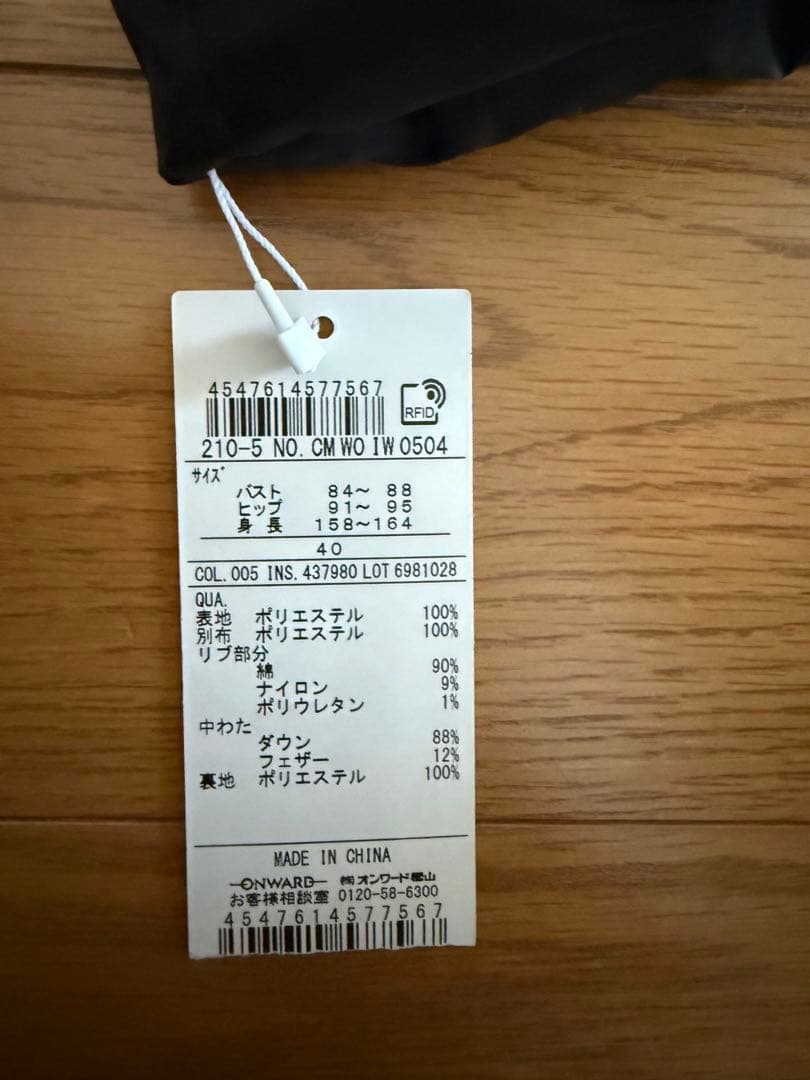 4547614577567
RFID
210-5 NO. CMWOIW0504
サイズ
バスト 84～ 88
ヒップ 91～ 95
身長 158～164
40
COL. 005 INS. 437980 LOT 6981028
QUA.
表地 ポリエステル 100%
別布 ポリエステル 100%
リブ部分
綿 90%
ナイロン 9%
ポリウレタン 1%
中わた
ダウン 88%
フェザー 12%
裏地 ポリエステル 100%
MADE IN CHINA
ONWARD ㈱オンワード樫山
お客様相談室 0120-58-6300
4547614577567